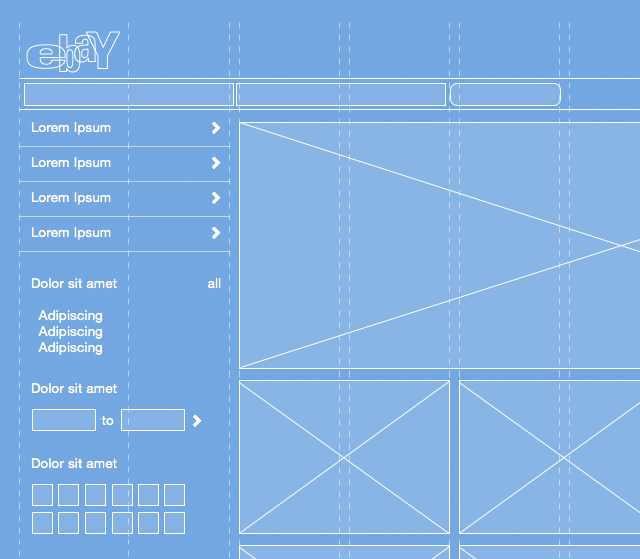 ebaY
Lorem Ipsum
Lorem Ipsum
Lorem Ipsum
Lorem Ipsum
Dolor sit amet all
Adipiscing
Adipiscing
Adipiscing
Dolor sit amet
to
Dolor sit amet